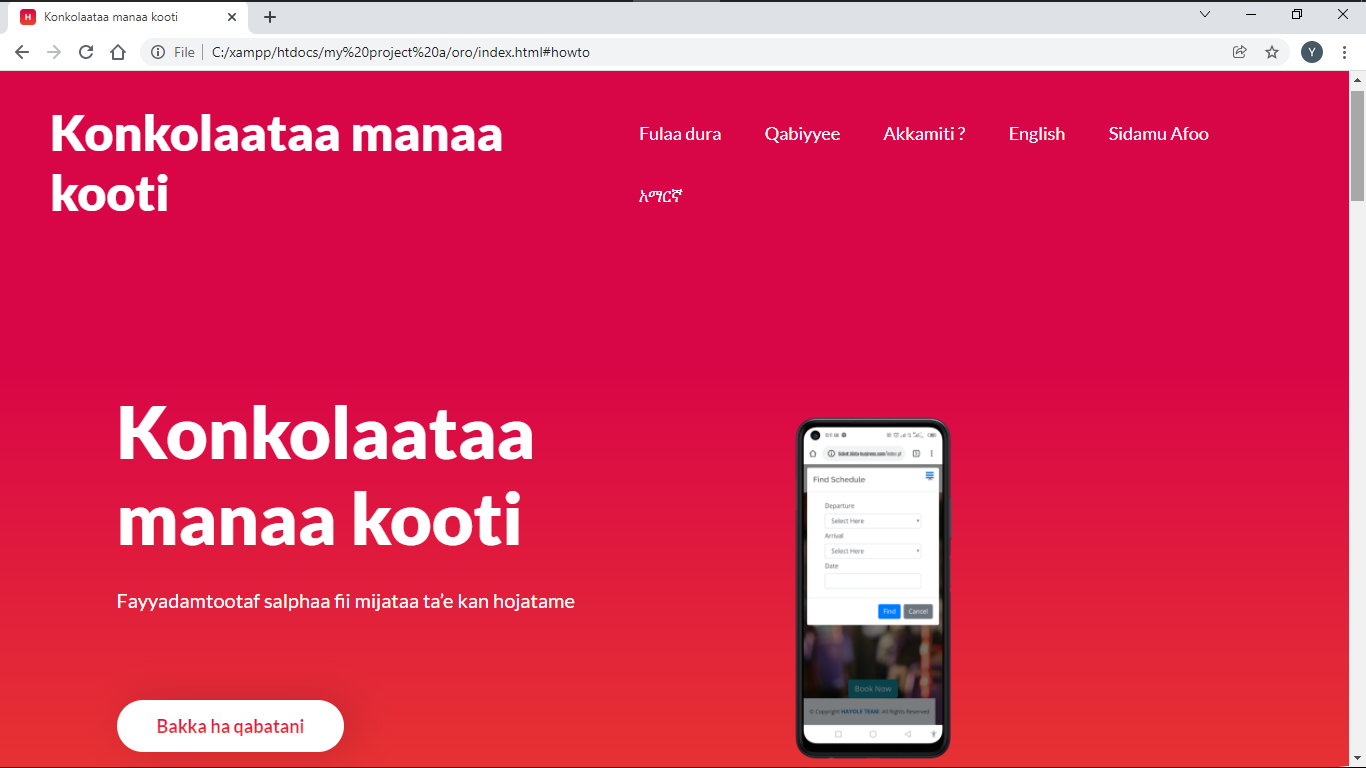 Konkolaataa manaa kooti
File
C:/xampp/htdocs/my%20project%20a/oro/index.html#howto
Y
Konkolaataa manaa
kooti
Fulaa dura
Qabiyyee
Akkamiti ?
English
Sidamu Afoo
አማርኛ
Konkolaataa
manaa kooti
Fayyadamtootaf salphaa fii mijataa ta'e kan hojatame
Bakka ha qabatani
Find Schedule
Departure
Select Here
Arrival
Select Here
Date
Find
Cancel
Book Now
© Copyright HAYOLE TEAM. All Rights Reserved